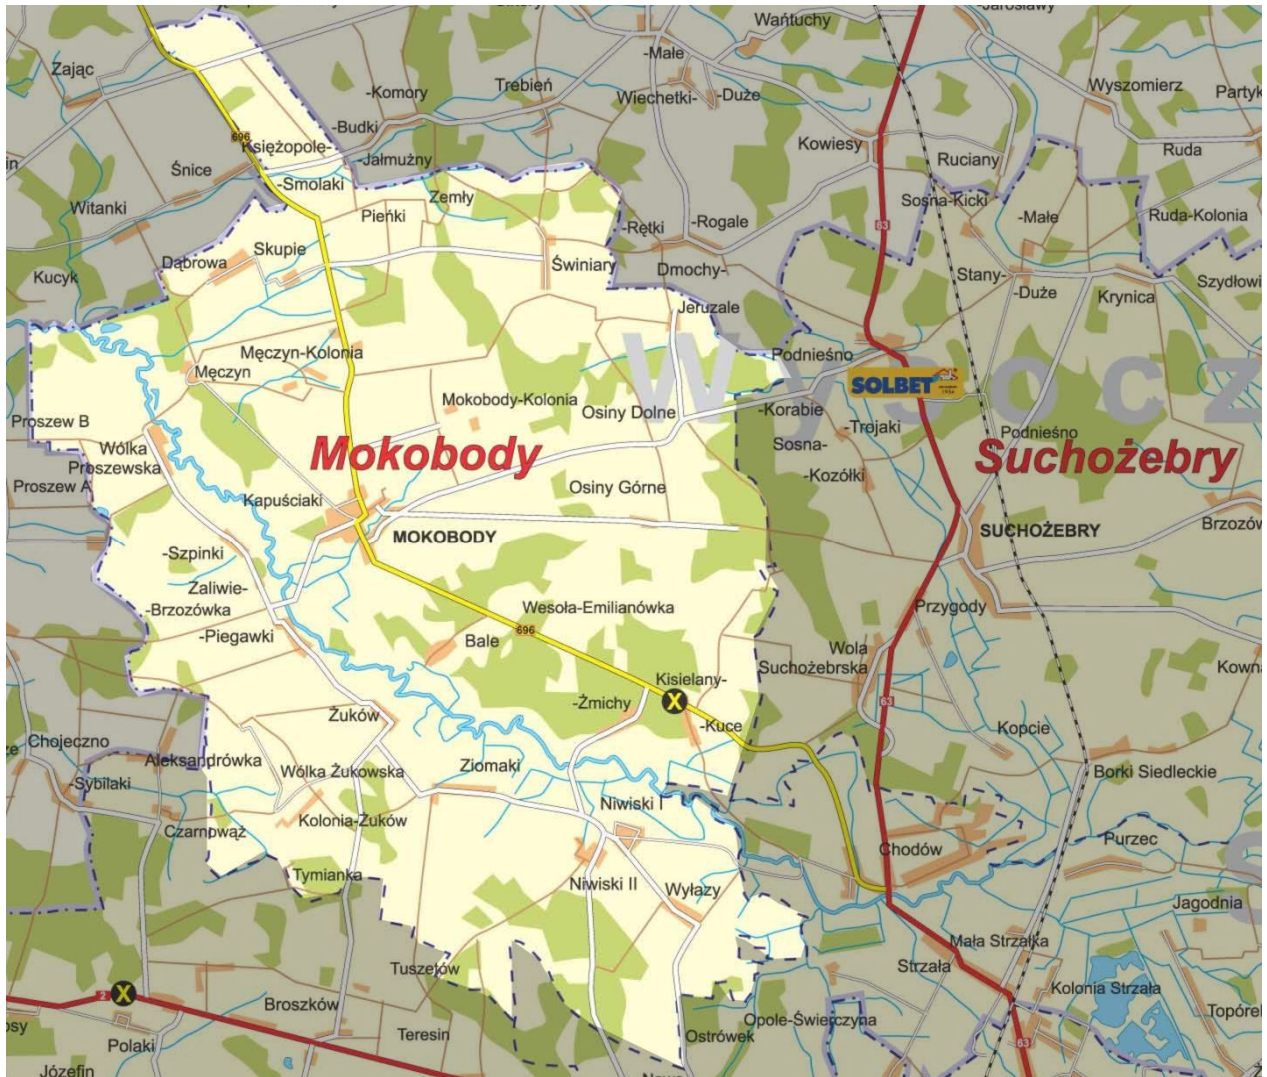 Wańtuchy
-Jarosławy
Zając
-Małe
-Komory
Trebień
Wiechetki-
-Duże
Wyszomierz
Partyk
-Budki
696
Księżopole-
-Jałmużny
Kowiesy
Ruciany
Ruda
Śnice
-Smolaki
Zemły
Sosna-Kicki
-Małe
Ruda-Kolonia
Witanki
Pieńki
-Rętki
-Rogale
63
Skupie
Dąbrowa
Świniary
Dmochy-
Stany-
-Duże
Krynica
Szydłowi
Kucyk
Jeruzale
Wysocz
Męczyn-Kolonia
Męczyn
Podnieśno
SOLBET
Mokobody-Kolonia
Osiny Dolne
-Korabie
-Trojaki
Podnieśno
Proszew B
Wólka
Proszewska
Mokobody
Sosna-
-Kozółki
Suchożebry
Proszew A
Kapuściaki
Osiny Górne
MOKOBODY
SUCHOŻEBRY
Brzozów
-Szpinki
Zaliwie-
-Brzozówka
-Piegawki
Wesoła-Emilianówka
696
Bale
Przygody
Wola
Suchożebrska
Kisielany-
X
-Żmichy
-Kuce
63
Kowna
Żuków
Kopcie
Chojeczno
-Sybilaki
Aleksandrówka
Wólka Żukowska
Ziomaki
Borki Siedleckie
Niwiski I
Czarnowąż
Kolonia-Żuków
Chodów
Purzec
Tymianka
Niwiski II
Wyłazy
Jagodnia
S
Mała Strzałka
Tuszetów
Strzała
Kolonia Strzała
2
X
Broszków
Teresin
Opole-Świerczyna
Ostrówek
Topórek
osy
Polaki
63
Józefin